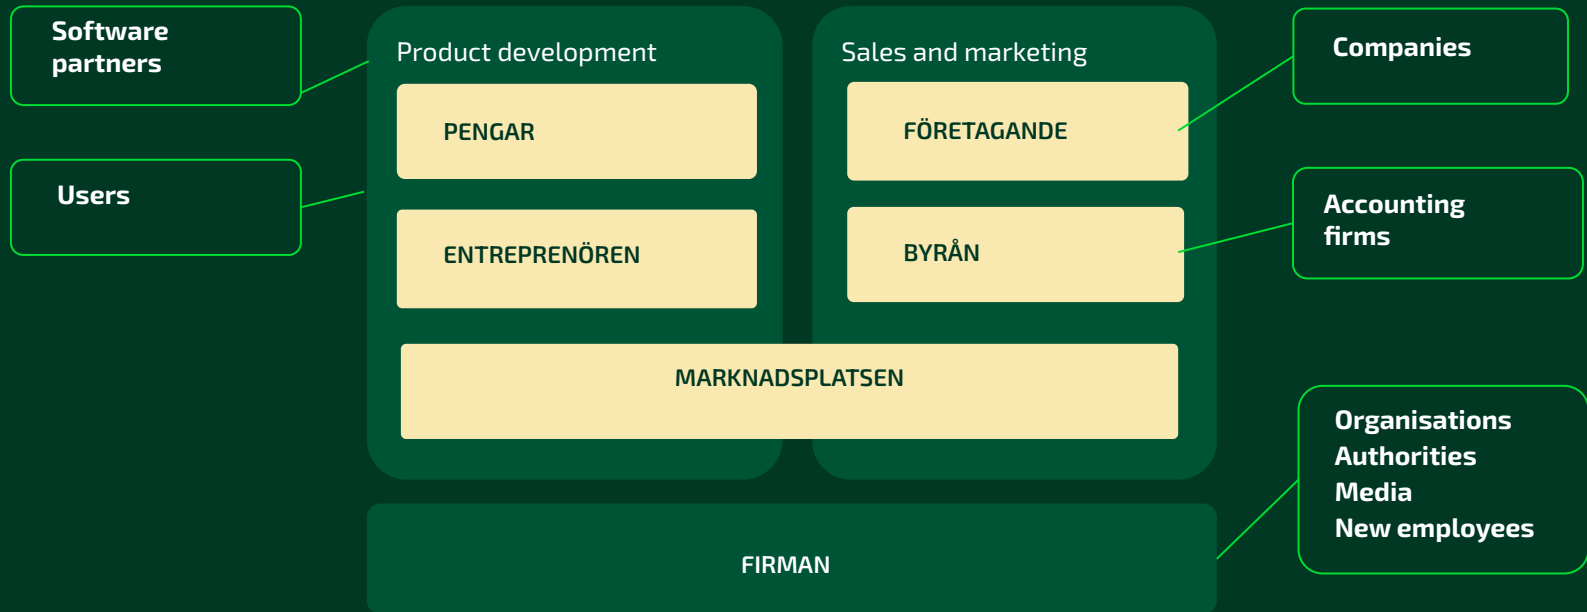 Software
partners
Users
Product development
PENGAR
ENTREPRENÖREN
Sales and marketing
FÖRETAGANDE
BYRÅN
MARKNADSPLATSEN
FIRMAN
Companies
Accounting
firms
Organisations
Authorities
Media
New employees